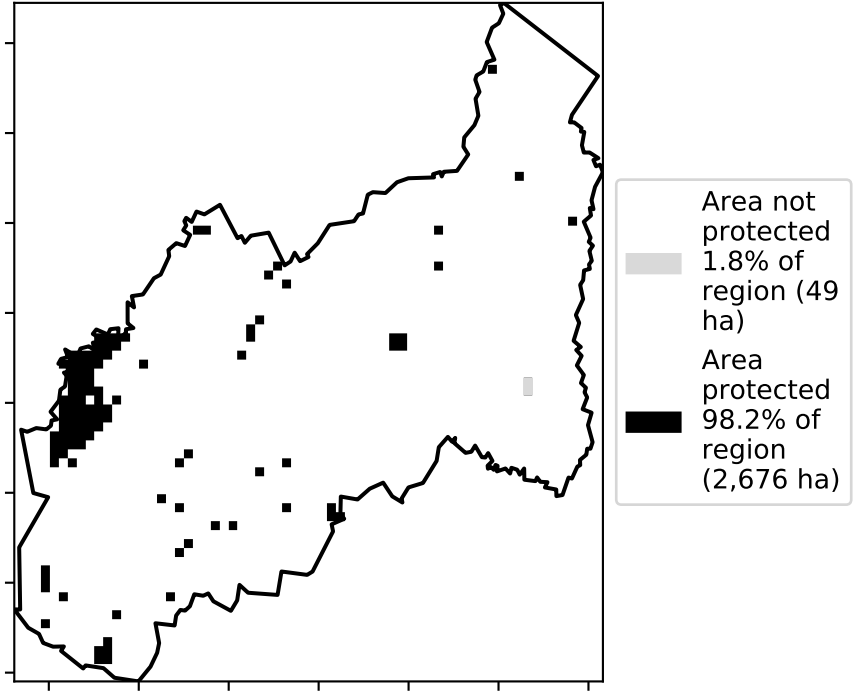 Area not
protected
1.8% of
region (49
ha)
Area
protected
98.2% of
region
(2,676 ha)